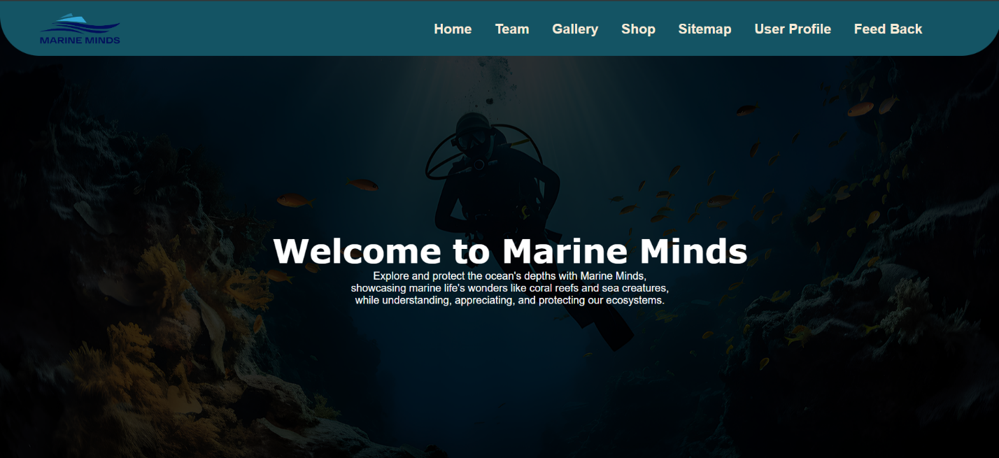 MARINE MINDS
Home Team Gallery Shop Sitemap User Profile Feed Back
Welcome to Marine Minds
Explore and protect the ocean's depths with Marine Minds,
showcasing marine life's wonders like coral reefs and sea creatures,
while understanding, appreciating, and protecting our ecosystems.